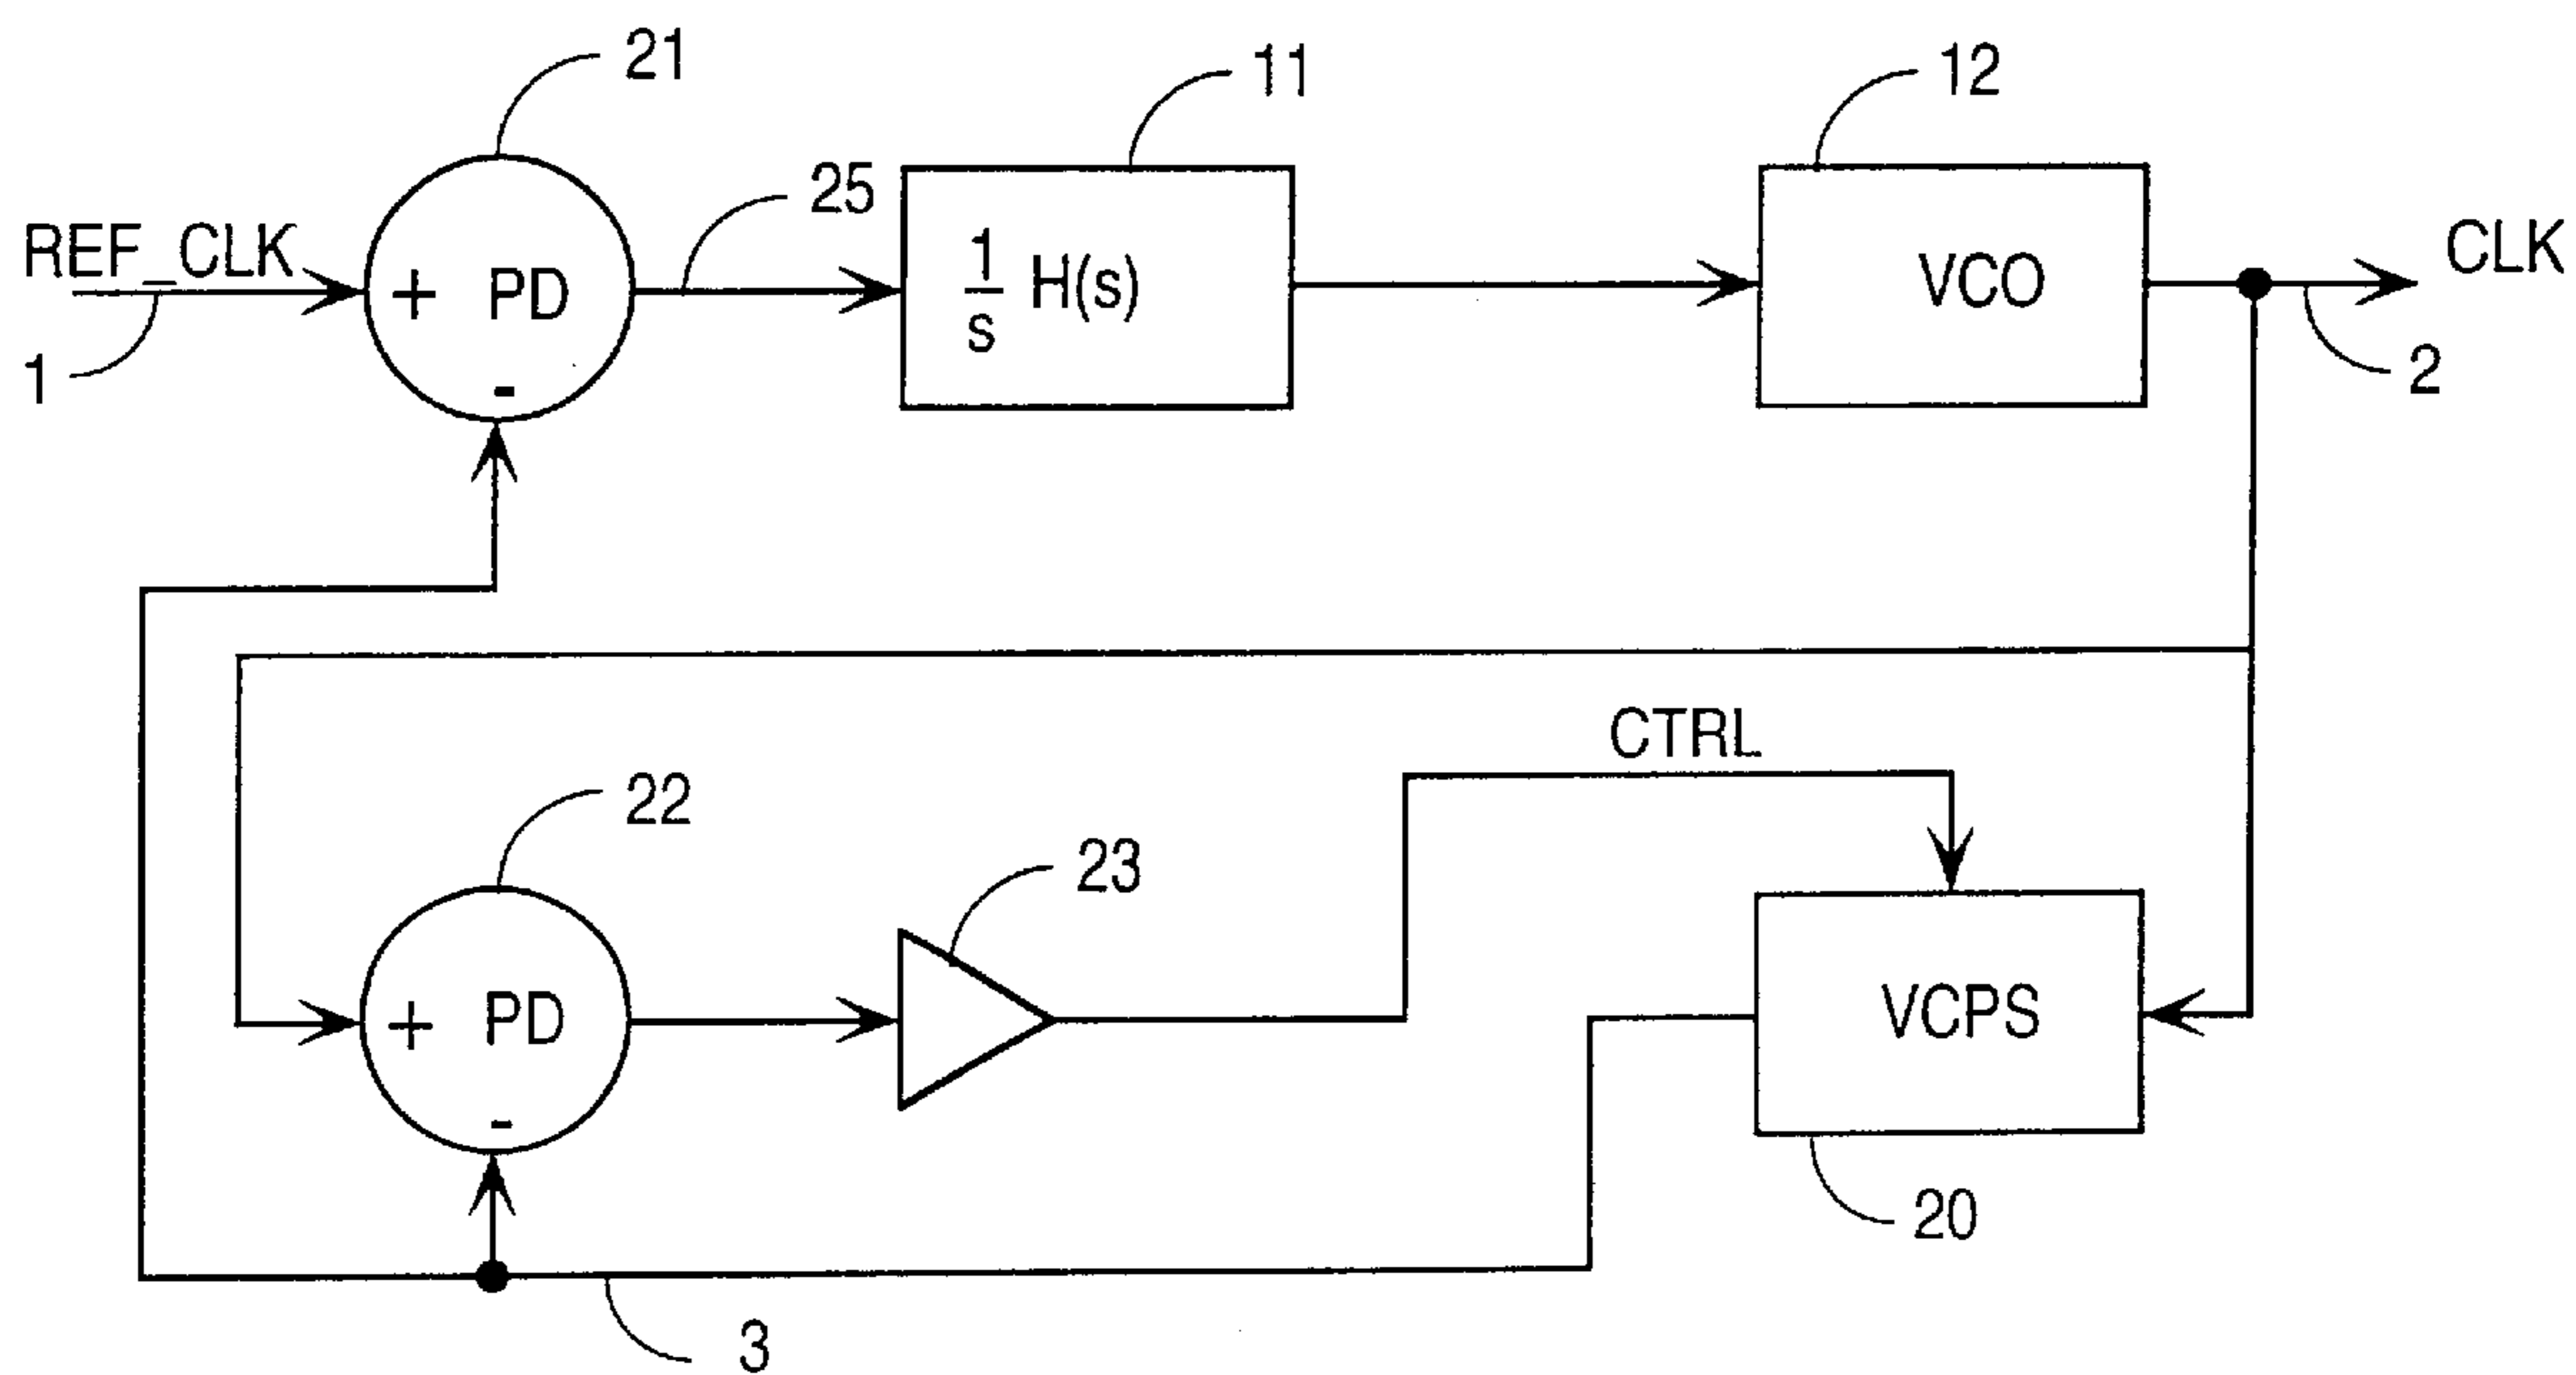 21
11
12
25
REF_CLK
+ PD
-
1/s H(s)
VCO
CLK
1
2
CTRL
22
23
+ PD
-
VCPS
20
3